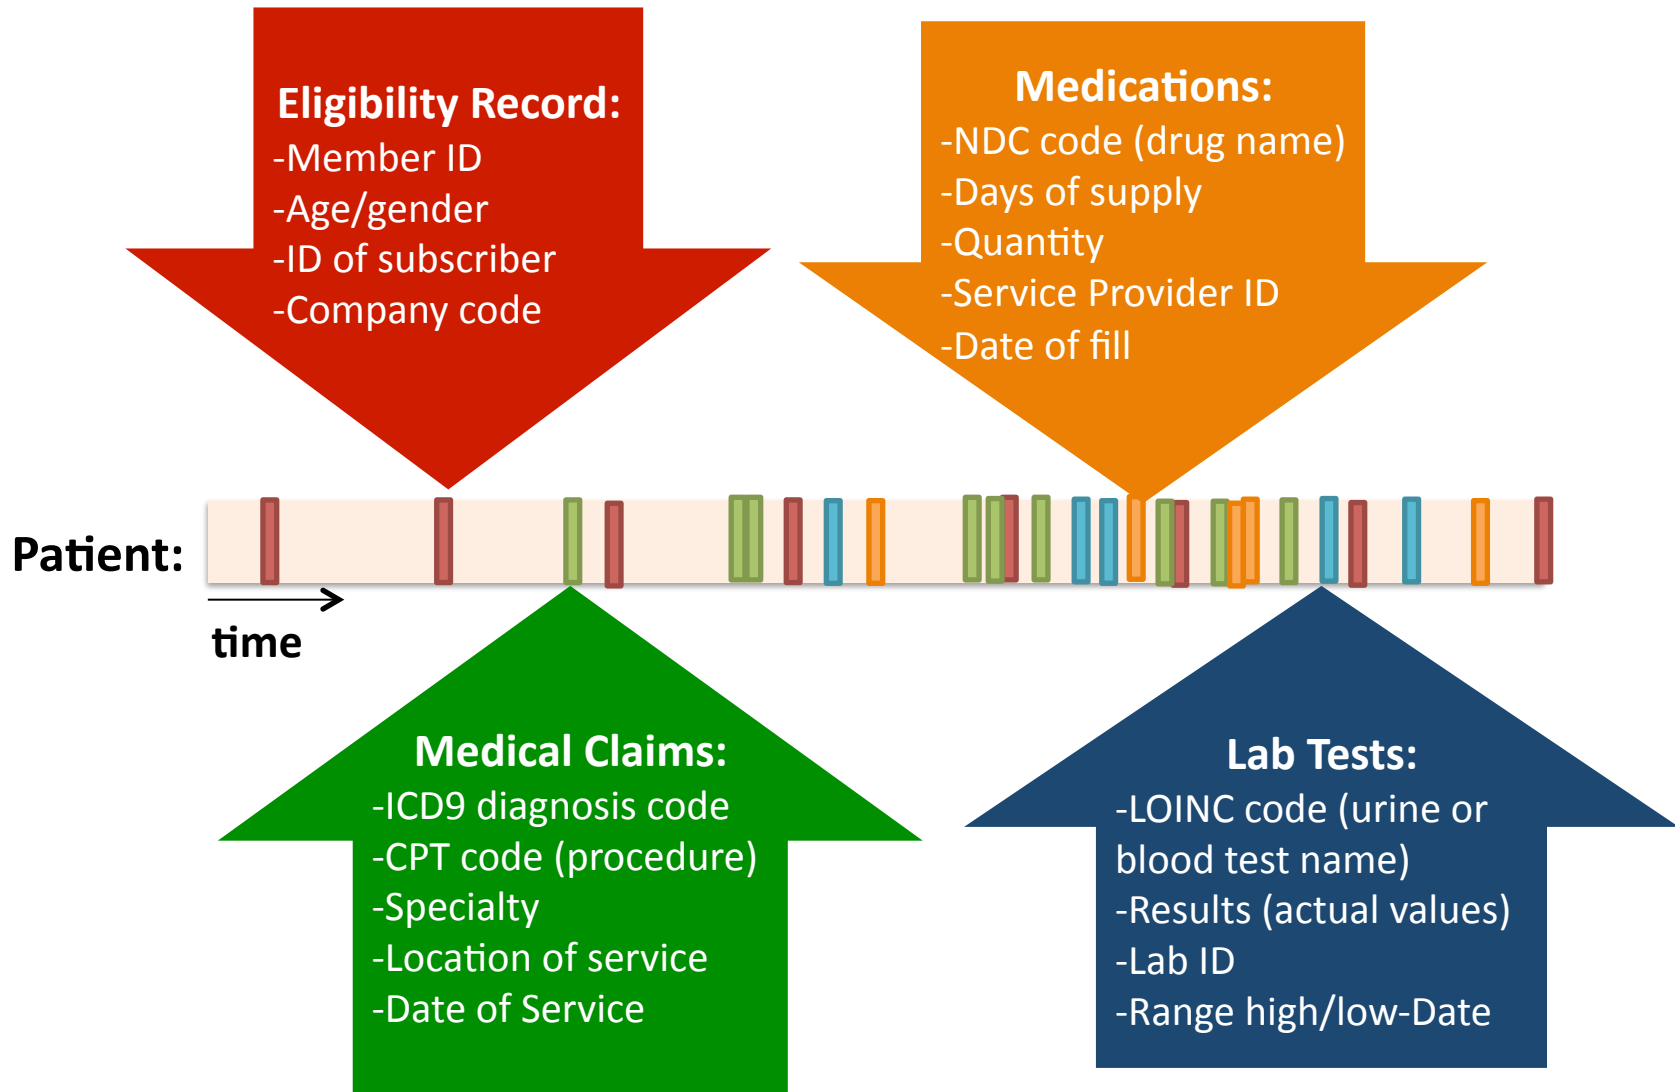 Eligibility Record:
-Member ID
-Age/gender
-ID of subscriber
-Company code
Medications:
-NDC code (drug name)
-Days of supply
-Quantity
-Service Provider ID
-Date of fill
Patient:
time
Medical Claims:
-ICD9 diagnosis code
-CPT code (procedure)
-Specialty
-Location of service
-Date of Service
Lab Tests:
-LOINC code (urine or
blood test name)
-Results (actual values)
-Lab ID
-Range high/low-Date